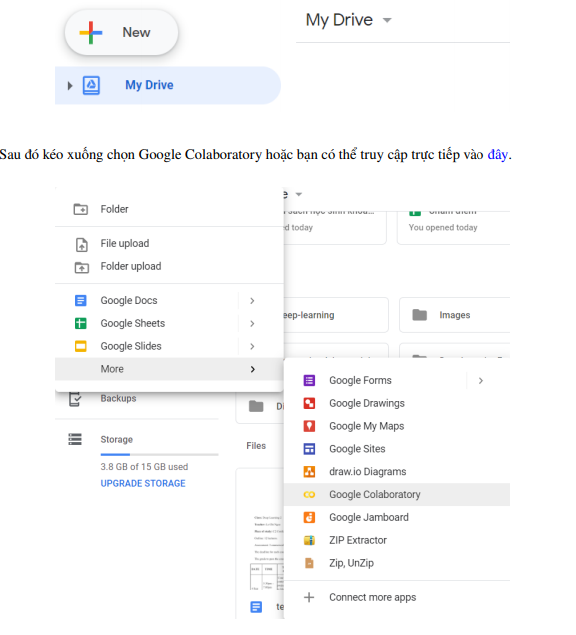 New
My Drive
My Drive
Sau đó kéo xuống chọn Google Colaboratory hoặc bạn có thể truy cập trực tiếp vào đây.
Folder
File upload
d today
You opened today
Folder upload
Google Docs
Google Sheets
eep-learning
Images
Google Slides
More
Backups
Google Forms
Google Drawings
Google My Maps
Storage
Files
Google Sites
3.8 GB of 15 GB used
draw.io Diagrams
UPGRADE STORAGE
Google Colaboratory
Google Jamboard
ZIP Extractor
Zip, UnZip
Connect more apps
te